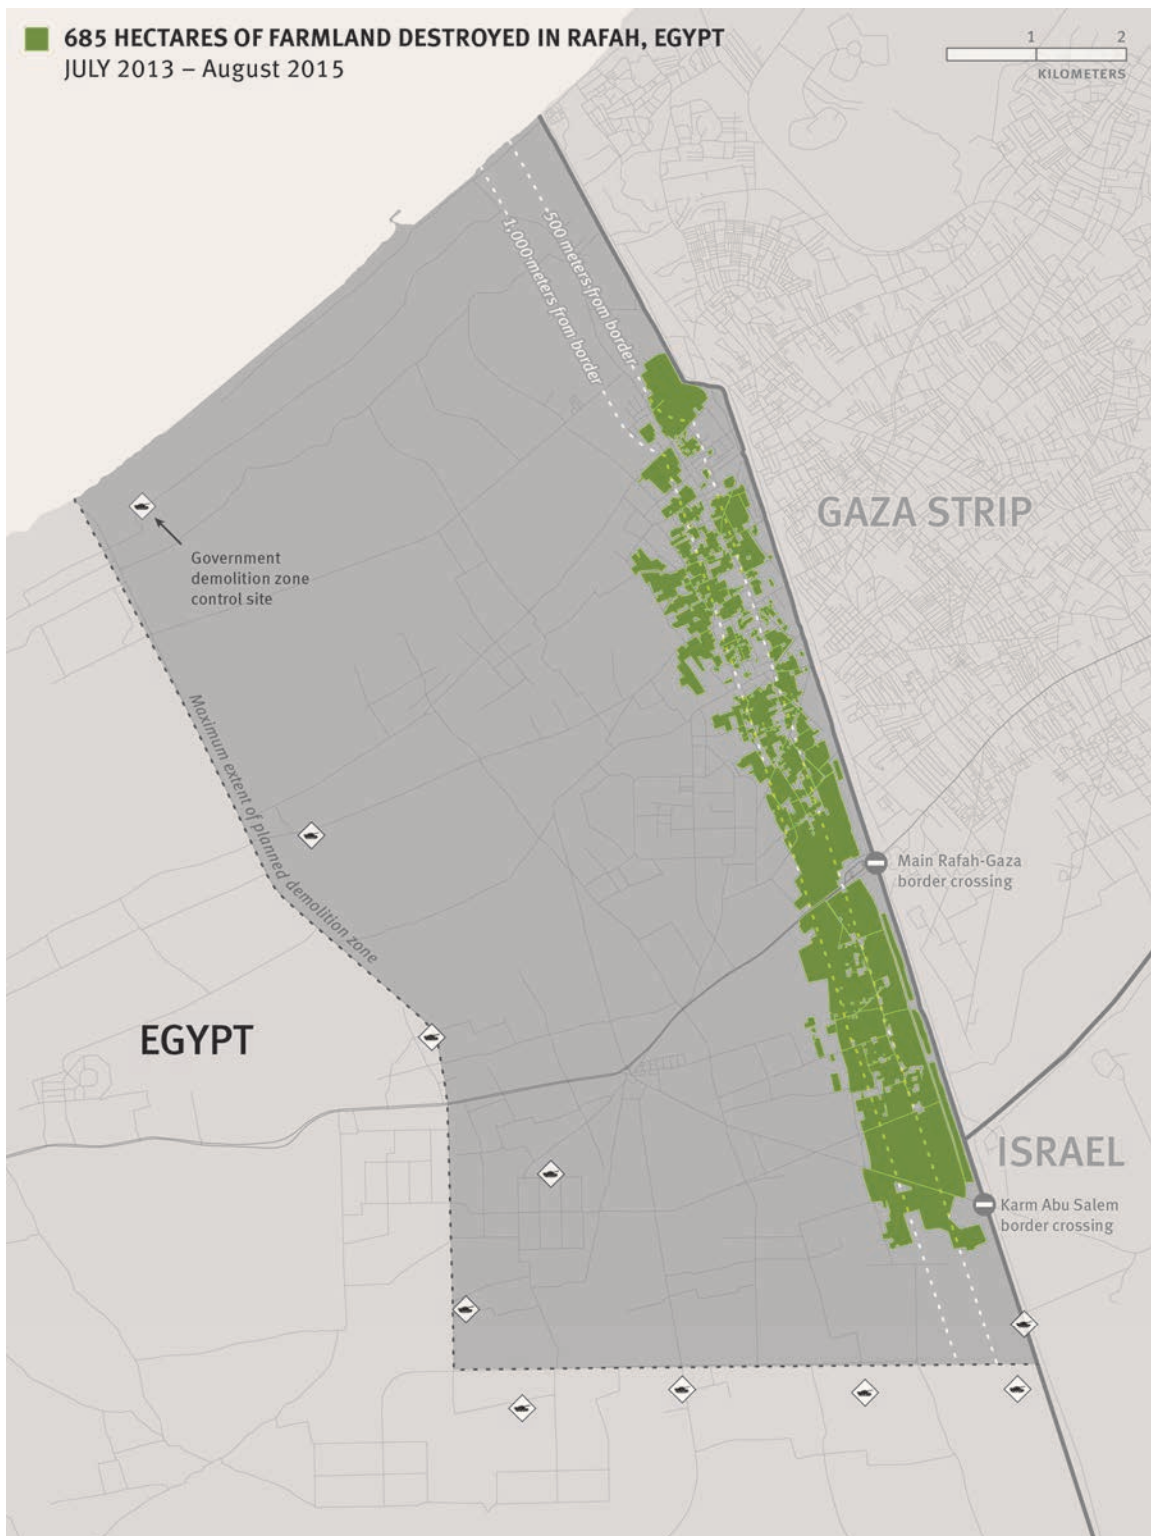 685 HECTARES OF FARMLAND DESTROYED IN RAFAH, EGYPT
JULY 2013 – August 2015
1 2
KILOMETERS
500 meters from border
1,000 meters from border
GAZA STRIP
Government
demolition zone
control site
Maximum extent of planned demolition zone
Main Rafah-Gaza
border crossing
EGYPT
ISRAEL
Karm Abu Salem
border crossing